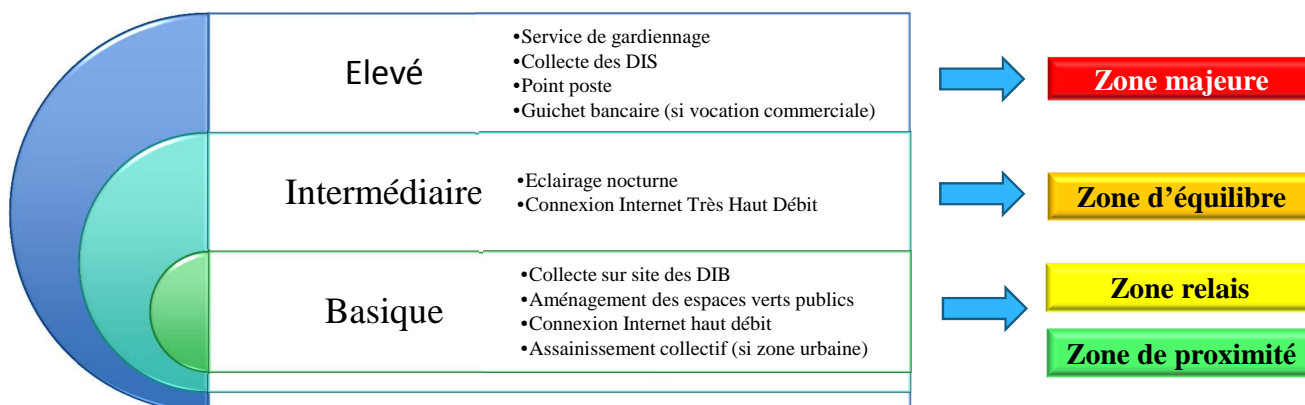 Elevé
•Service de gardiennage
•Collecte des DIS
•Point poste
•Guichet bancaire (si vocation commerciale)
Zone majeure
Intermédiaire
•Eclairage nocturne
•Connexion Internet Très Haut Débit
Zone d'équilibre
Basique
•Collecte sur site des DIB
•Aménagement des espaces verts publics
•Connexion Internet haut débit
•Assainissement collectif (si zone urbaine)
Zone relais
Zone de proximité